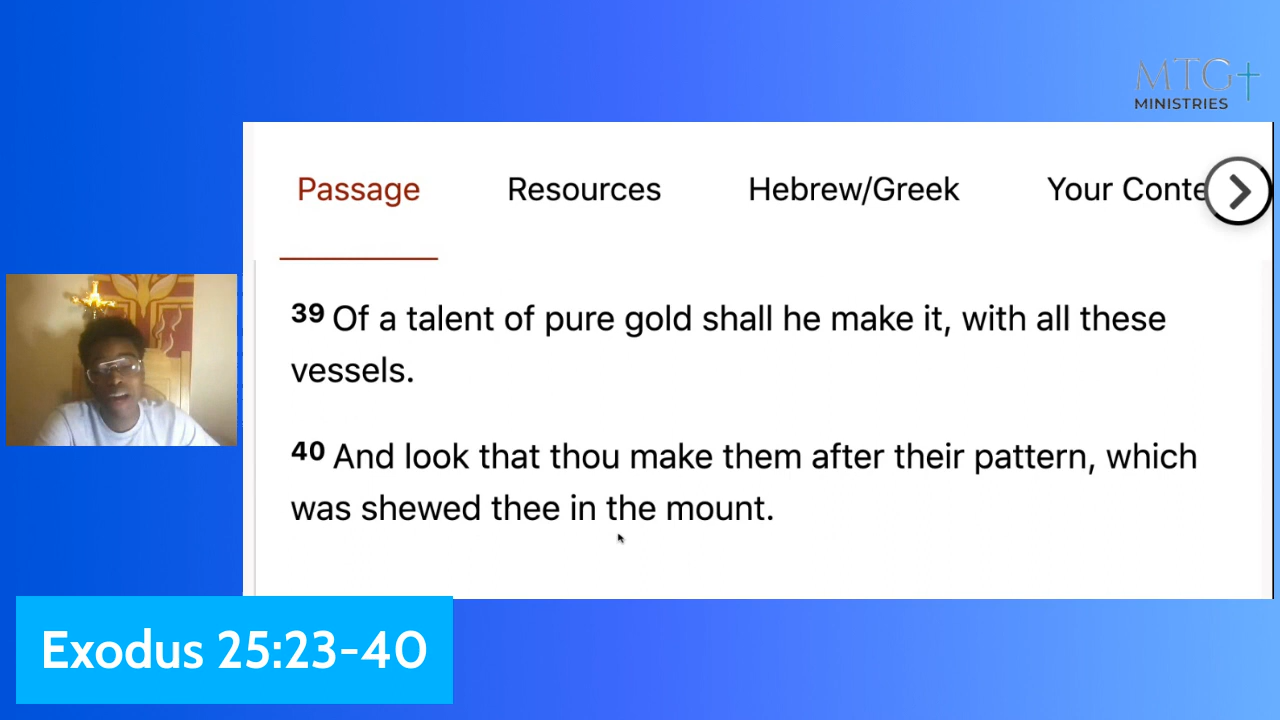 MTG
MINISTRIES
Passage Resources Hebrew/Greek Your Conte
39 Of a talent of pure gold shall he make it, with all these
vessels.
40 And look that thou make them after their pattern, which
was shewed thee in the mount.
Exodus 25:23-40